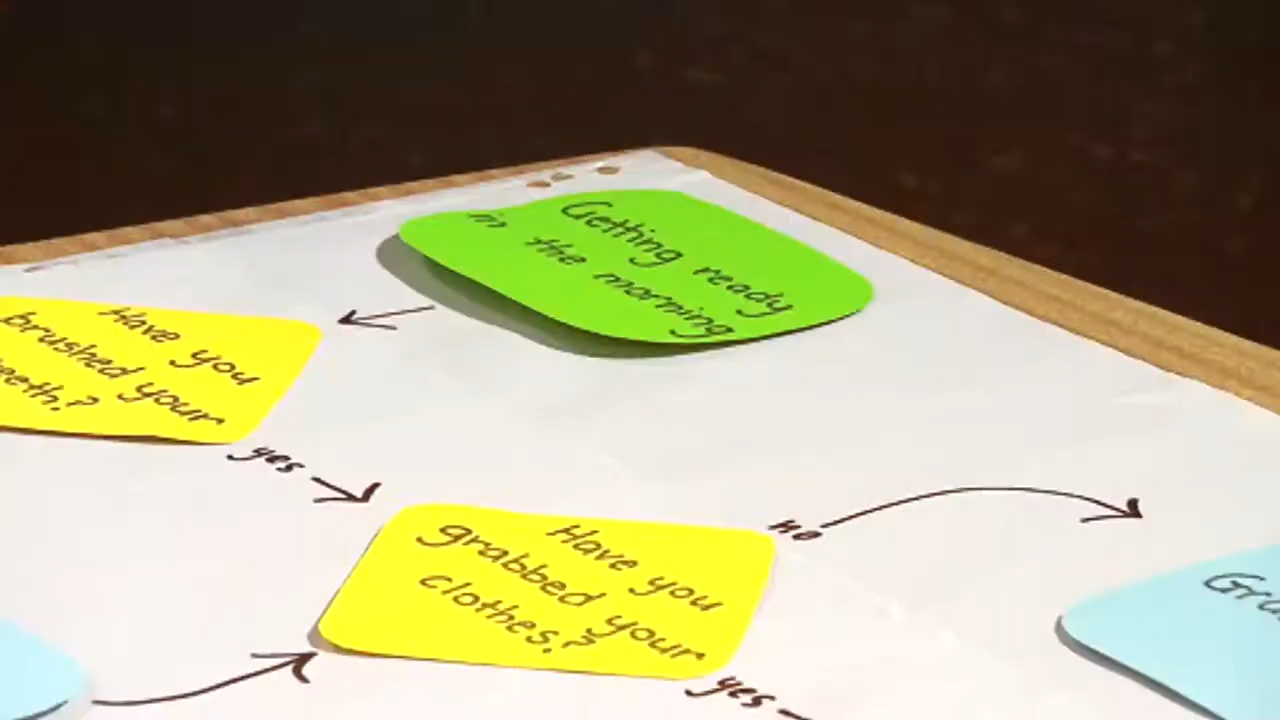 Getting ready
in the morning
Have you
brushed your
teeth?
yes
Have you
grabbed your
clothes?
no
yes